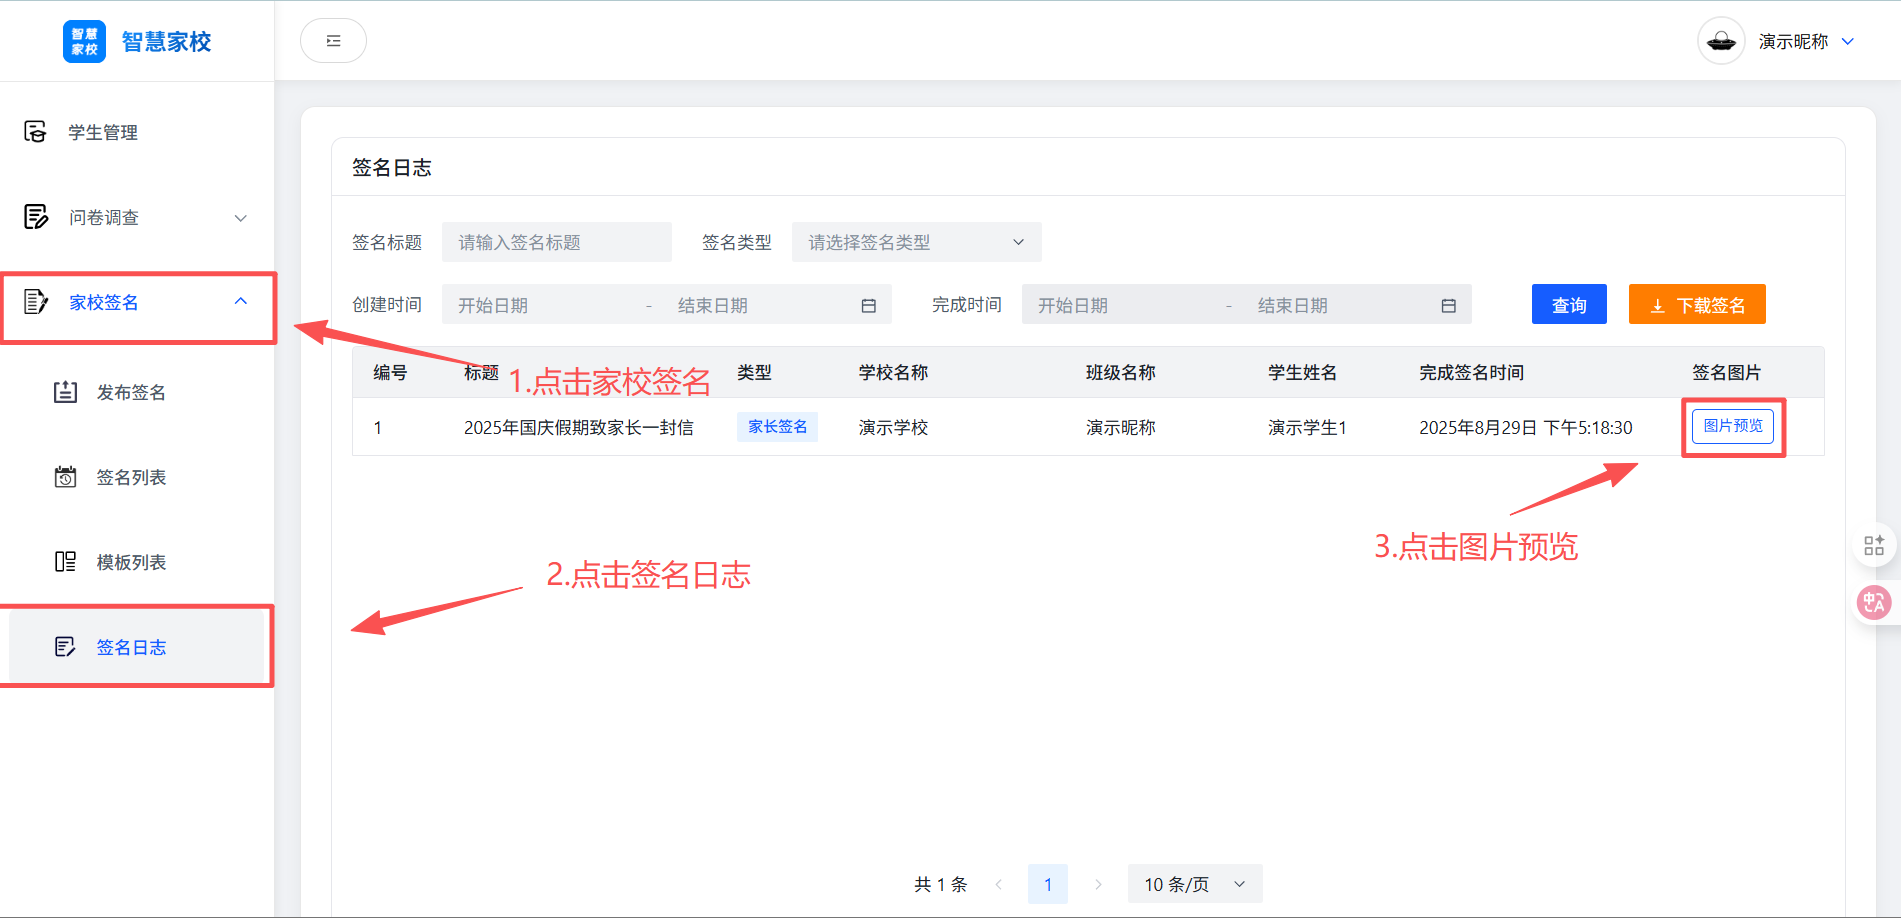 智慧家校
智慧家校
演示昵称
学生管理
问卷调查
家校签名
发布签名
签名列表
模板列表
签名日志
签名日志
签名标题 请输入签名标题 签名类型 请选择签名类型
创建时间 开始日期 - 结束日期 完成时间 开始日期 - 结束日期 查询 下载签名
编号 标题 类型 学校名称 班级名称 学生姓名 完成签名时间 签名图片
1.点击家校签名
1 2025年国庆假期致家长一封信 家长签名 演示学校 演示昵称 演示学生1 2025年8月29日 下午5:18:30 图片预览
3.点击图片预览
2.点击签名日志
中A
共 1 条 1 10 条/页